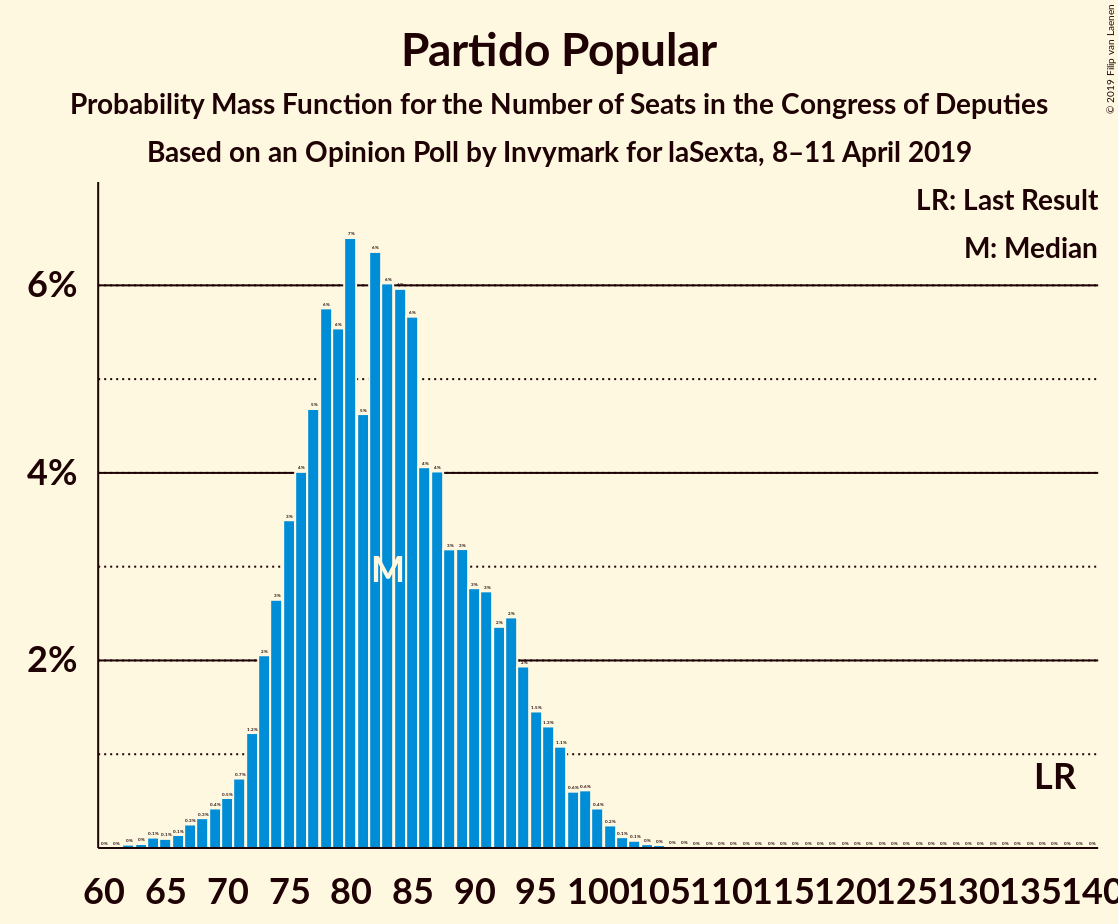 Partido Popular
Probability Mass Function for the Number of Seats in the Congress of Deputies
Based on an Opinion Poll by Invymark for laSexta, 8–11 April 2019
© 2019 Filip van Laenen
LR: Last Result
M: Median
6%
4%
2%
M
LR
60 65 70 75 80 85 90 95 100 105 110 115 120 125 130 135 140